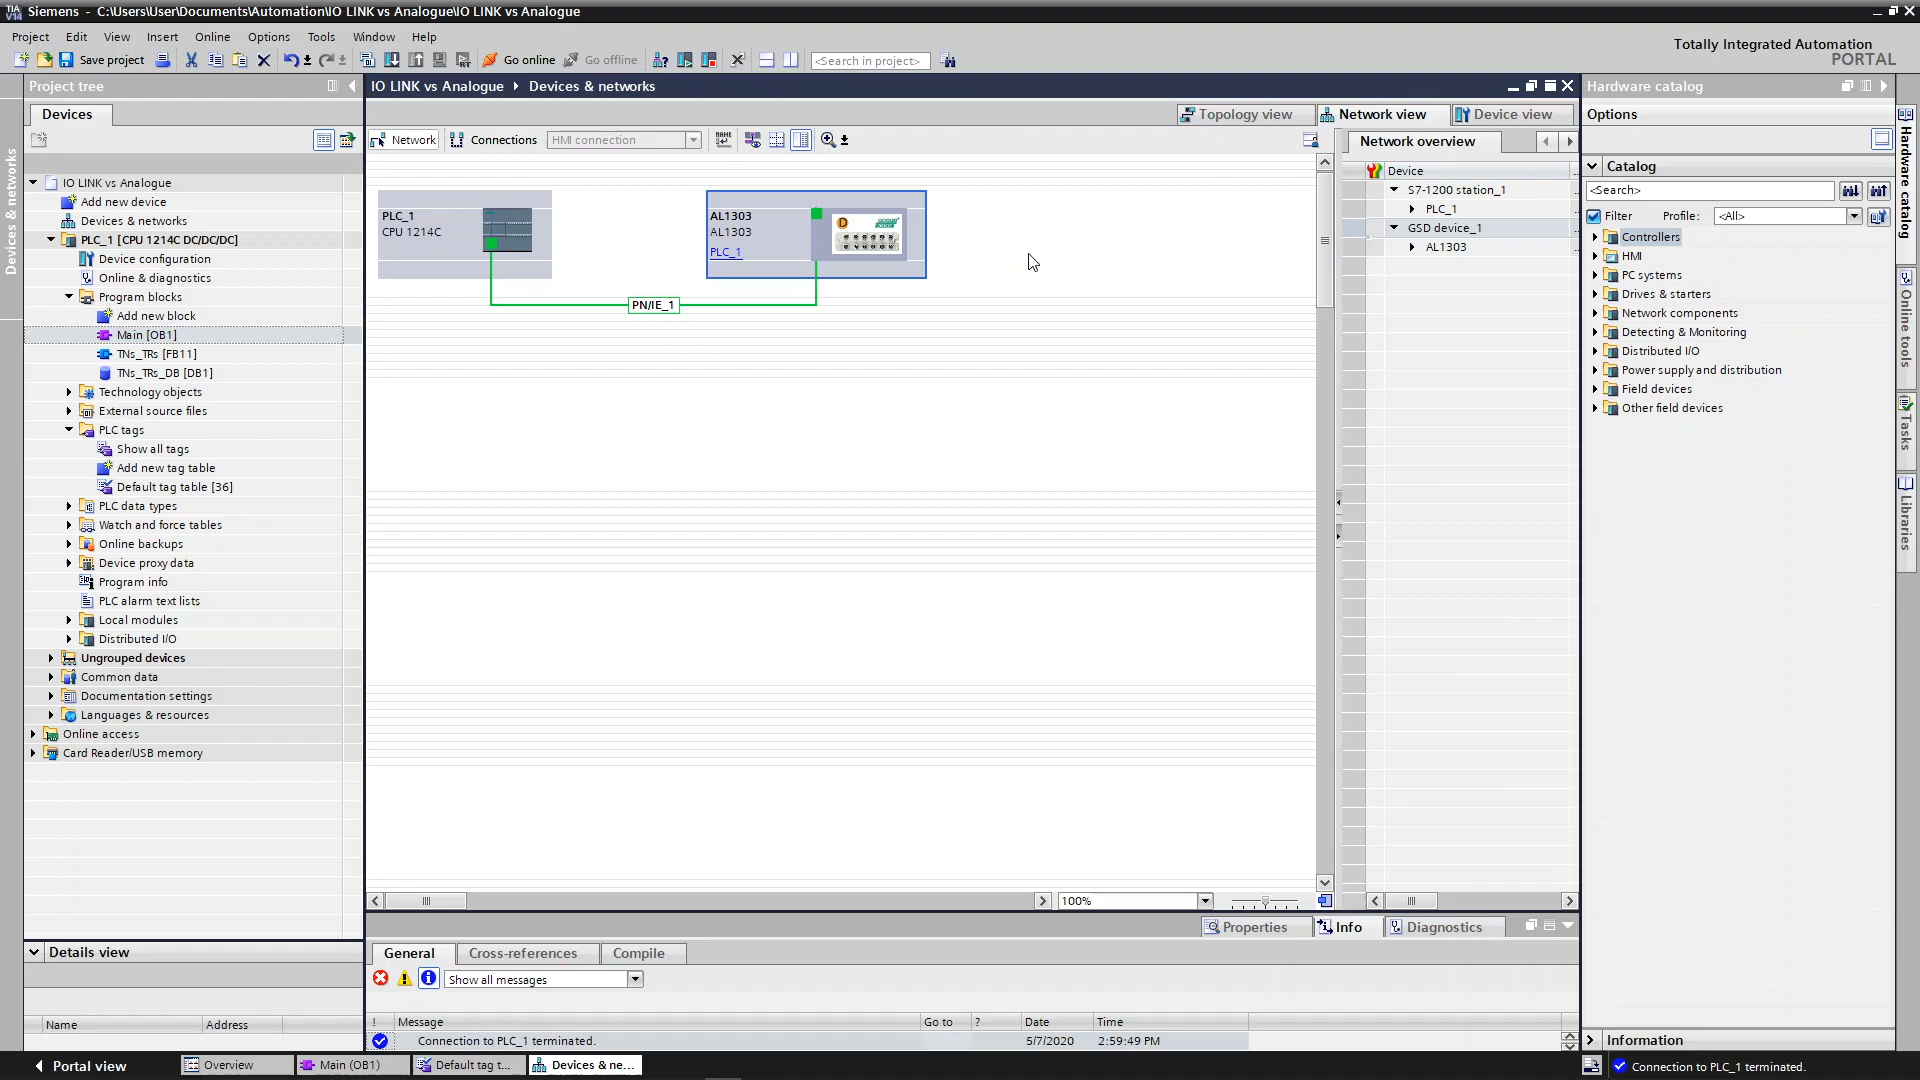 Siemens - C:\Users\User\Documents\Automation\IO LINK vs Analogue\IO LINK vs Analogue
Project Edit View Insert Online Options Tools Window Help
Totally Integrated Automation
PORTAL
Save project
Go online
Go offline
<Search in project>
Project tree
IO LINK vs Analogue
Devices & networks
Hardware catalog
Devices
Topology view
Network view
Device view
Options
Network
Connections
HMI connection
Network overview
Devices & networks
IO LINK vs Analogue
Add new device
Devices & networks
PLC_1 [CPU 1214C DC/DC/DC]
Device configuration
Online & diagnostics
Program blocks
Add new block
Main [OB1]
TNs_TRs [FB11]
TNs_TRs_DB [DB1]
Technology objects
External source files
PLC tags
Show all tags
Add new tag table
Default tag table [36]
PLC data types
Watch and force tables
Online backups
Device proxy data
Program info
PLC alarm text lists
Local modules
Distributed I/O
Ungrouped devices
Common data
Documentation settings
Languages & resources
Online access
Card Reader/USB memory
Details view
Name
Address
PLC_1
CPU 1214C
AL1303
AL1303
PLC_1
PN/IE_1
100%
Device
S7-1200 station_1
PLC_1
GSD device_1
AL1303
Catalog
<Search>
Filter
Profile:
<All>
Controllers
HMI
PC systems
Drives & starters
Network components
Detecting & Monitoring
Distributed I/O
Power supply and distribution
Field devices
Other field devices
Information
Hardware catalog
Online tools
Tasks
Libraries
Properties
Info
Diagnostics
General
Cross-references
Compile
Show all messages
!
Message
Go to
?
Date
Time
Connection to PLC_1 terminated.
5/7/2020
2:59:49 PM
Portal view
Overview
Main (OB1)
Default tag t...
Devices & ne...
Connection to PLC_1 terminated.